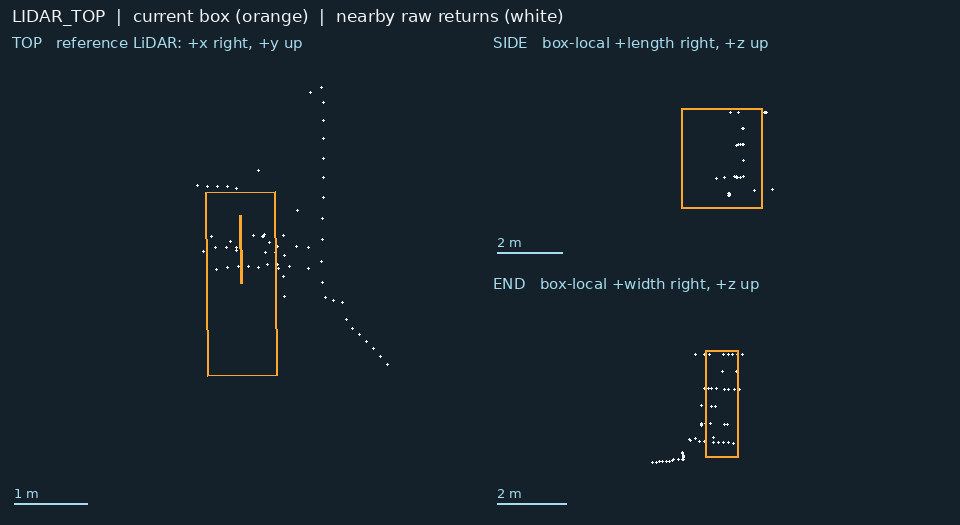 LIDAR_TOP | current box (orange) | nearby raw returns (white)
TOP reference LiDAR: +x right, +y up
SIDE box-local +length right, +z up
2 m
END box-local +width right, +z up
1 m
2 m